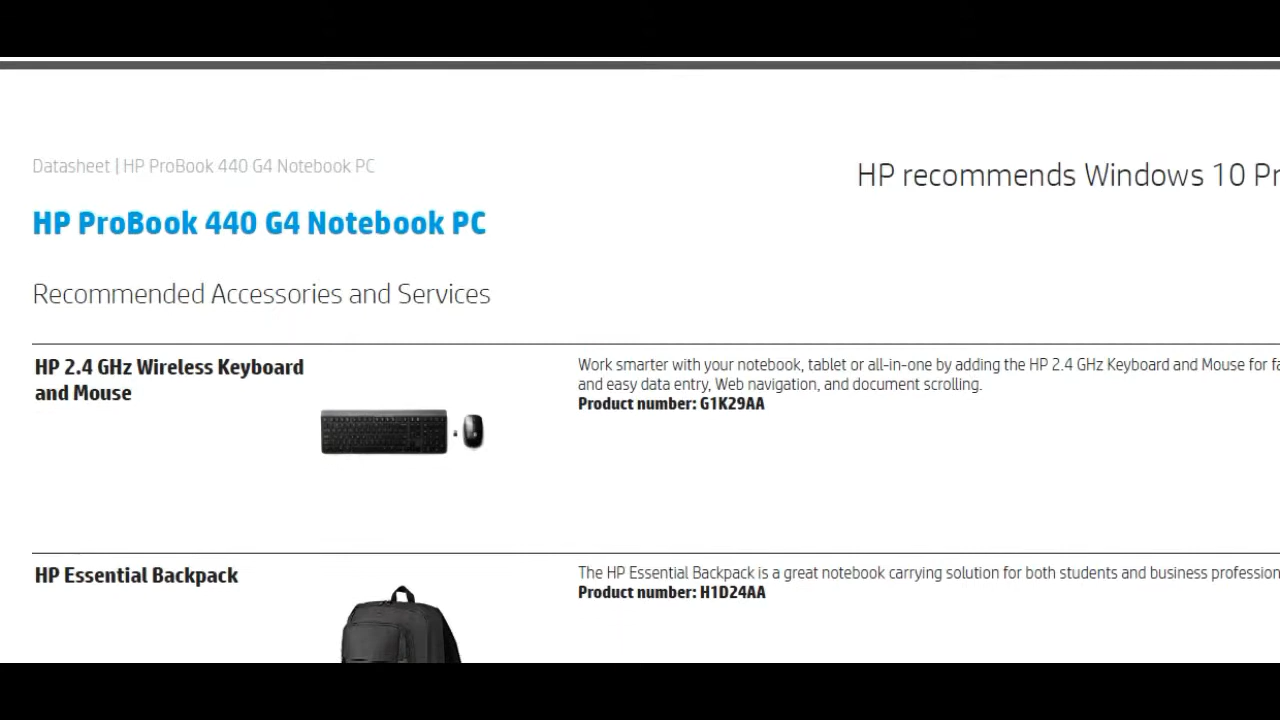 Datasheet | HP ProBook 440 G4 Notebook PC
HP recommends Windows 10
HP ProBook 440 G4 Notebook PC
Recommended Accessories and Services
HP 2.4 GHz Wireless Keyboard
and Mouse
Work smarter with your notebook, tablet or all-in-one by adding the HP 2.4 GHz Keyboard and Mouse for
and easy data entry, Web navigation, and document scrolling.
Product number: G1K29AA
HP Essential Backpack
The HP Essential Backpack is a great notebook carrying solution for both students and business
Product number: H1D24AA